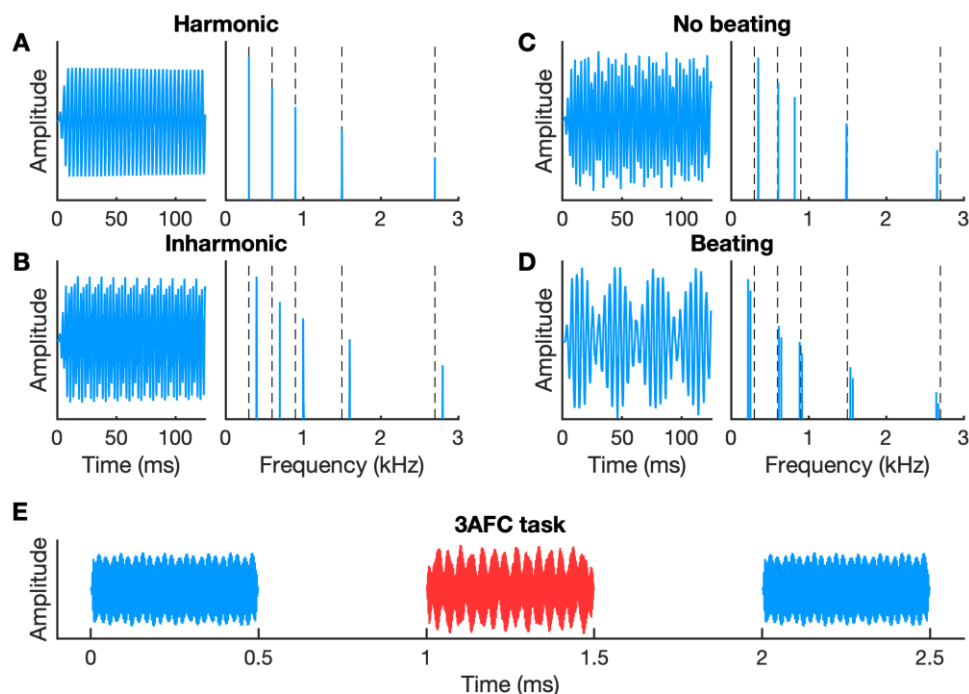 A Harmonic
Amplitude
0 50 100 0 1 2 3
B Inharmonic
Amplitude
0 50 100 0 1 2 3
Time (ms) Frequency (kHz)
C No beating
Amplitude
0 50 100 0 1 2 3
D Beating
Amplitude
0 50 100 0 1 2 3
Time (ms) Frequency (kHz)
E 3AFC task
Amplitude
0 0.5 1 1.5 2 2.5
Time (ms)